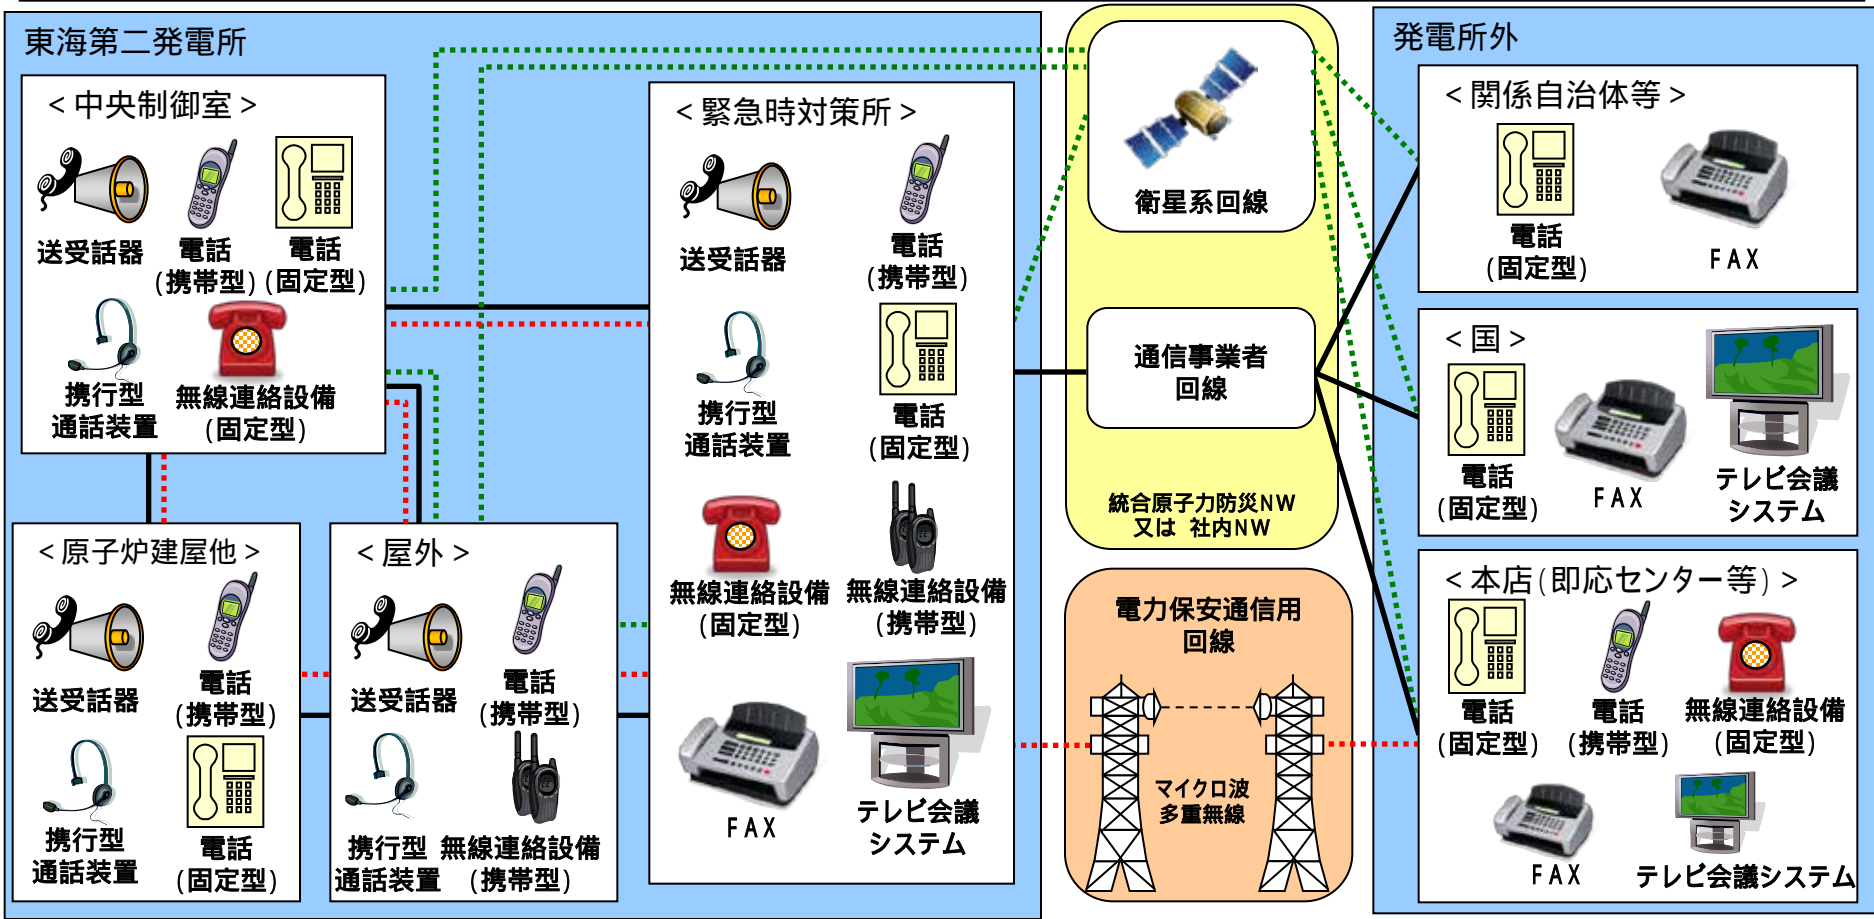 東海第二発電所
＜中央制御室＞
送受話器
電話
(携帯型)
電話
(固定型)
携行型
通話装置
無線連絡設備
(固定型)
＜原子炉建屋他＞
送受話器
電話
(携帯型)
携行型
通話装置
電話
(固定型)
＜屋外＞
送受話器
電話
(携帯型)
携行型
通話装置
無線連絡設備
(携帯型)
＜緊急時対策所＞
送受話器
電話
(携帯型)
携行型
通話装置
電話
(固定型)
無線連絡設備
(固定型)
無線連絡設備
(携帯型)
FAX
テレビ会議
システム
衛星系回線
通信事業者
回線
統合原子力防災NW
又は 社内NW
電力保安通信用
回線
マイクロ波
多重無線
発電所外
＜関係自治体等＞
電話
(固定型)
FAX
＜国＞
電話
(固定型)
FAX
テレビ会議
システム
＜本店(即応センター等)＞
電話
(固定型)
電話
(携帯型)
無線連絡設備
(固定型)
FAX
テレビ会議システム